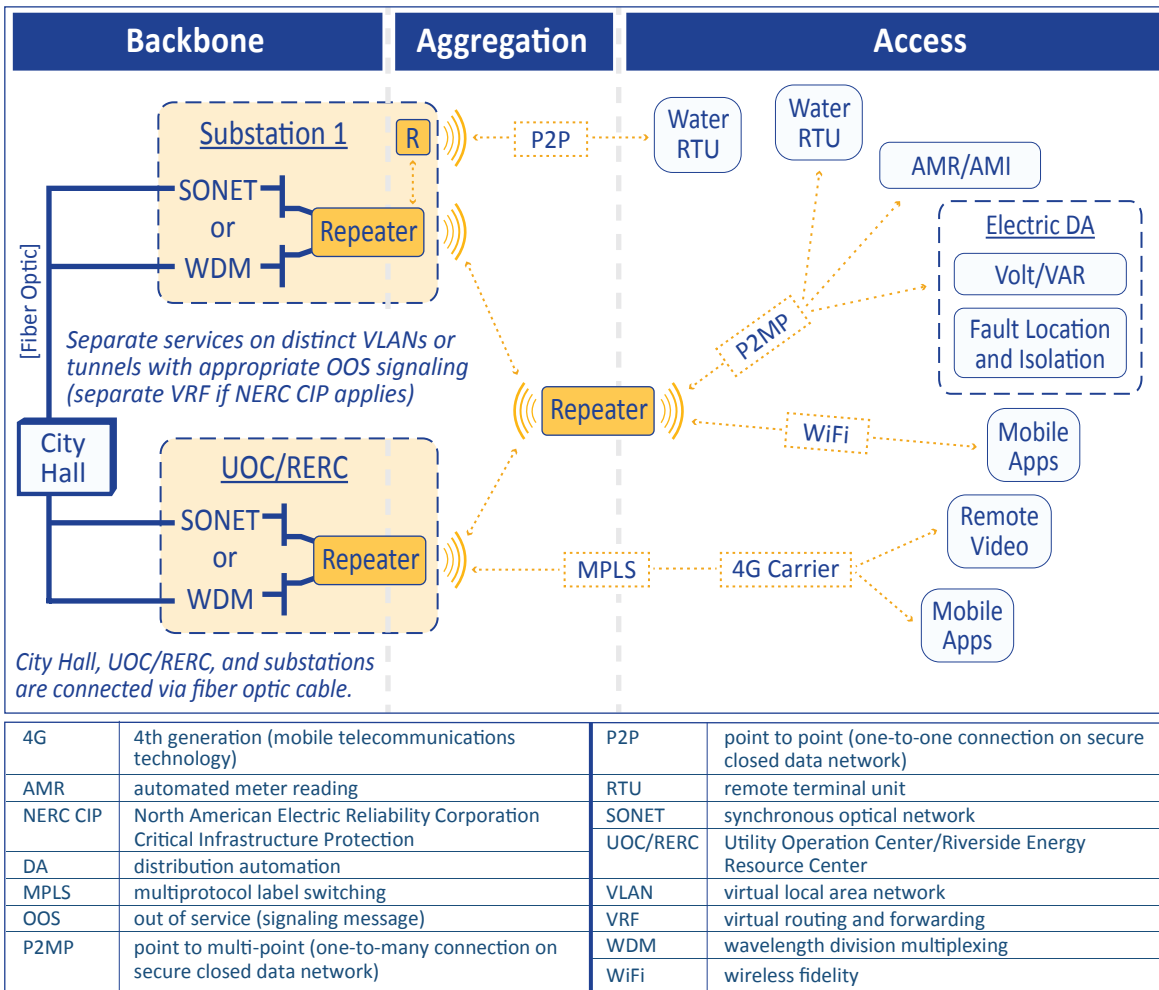 Backbone
Aggregation
Access
Substation 1
R
P2P
Water
RTU
Water
RTU
AMR/AMI
SONET
or
WDM
Repeater
[Fiber Optic]
Electric DA
Volt/VAR
Fault Location
and Isolation
P2MP
Separate services on distinct VLANs or
tunnels with appropriate OOS signaling
(separate VRF if NERC CIP applies)
Repeater
City
Hall
WiFi
Mobile
Apps
UOC/RERC
SONET
or
WDM
Repeater
MPLS
4G Carrier
Remote
Video
Mobile
Apps
City Hall, UOC/RERC, and substations
are connected via fiber optic cable.
4G 4th generation (mobile telecommunications
technology)
AMR automated meter reading
NERC CIP North American Electric Reliability Corporation
Critical Infrastructure Protection
DA distribution automation
MPLS multiprotocol label switching
OOS out of service (signaling message)
P2MP point to multi-point (one-to-many connection on
secure closed data network)
P2P point to point (one-to-one connection on secure
closed data network)
RTU remote terminal unit
SONET synchronous optical network
UOC/RERC Utility Operation Center/Riverside Energy
Resource Center
VLAN virtual local area network
VRF virtual routing and forwarding
WDM wavelength division multiplexing
WiFi wireless fidelity